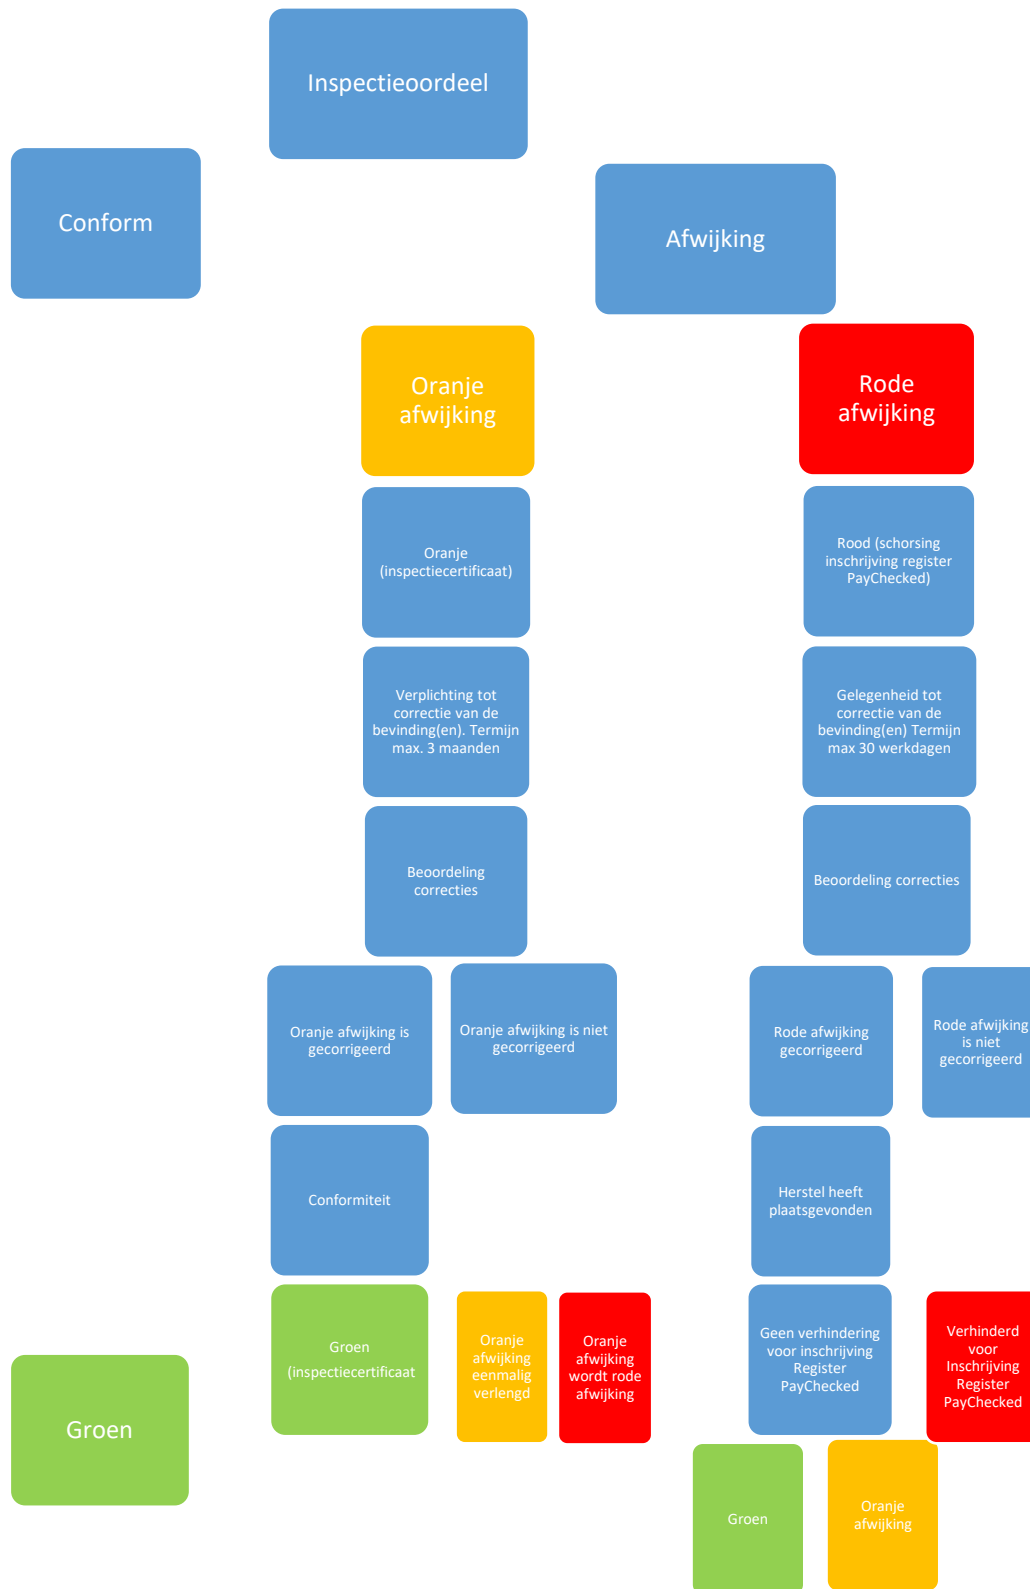 Inspectieoordeel
Conform
Afwijking
Oranje
afwijking
Rode
afwijking
Oranje
(inspectiecertificaat)
Rood (schorsing
inschrijving register
PayChecked)
Verplichting tot
correctie van de
bevinding(en). Termijn
max. 3 maanden
Gelegenheid tot
correctie van de
bevinding(en) Termijn
max 30 werkdagen
Beoordeling
correcties
Beoordeling correcties
Oranje afwijking is
gecorrigeerd
Oranje afwijking is niet
gecorrigeerd
Rode afwijking
gecorrigeerd
Rode afwijking
is niet
gecorrigeerd
Conformiteit
Herstel heeft
plaatsgevonden
Groen
(inspectiecertificaat
Oranje
afwijking
eenmalig
verlengd
Oranje
afwijking
wordt rode
afwijking
Geen verhindering
voor inschrijving
Register
PayChecked
Verhinderd
voor
Inschrijving
Register
PayChecked
Groen
Groen
Oranje
afwijking